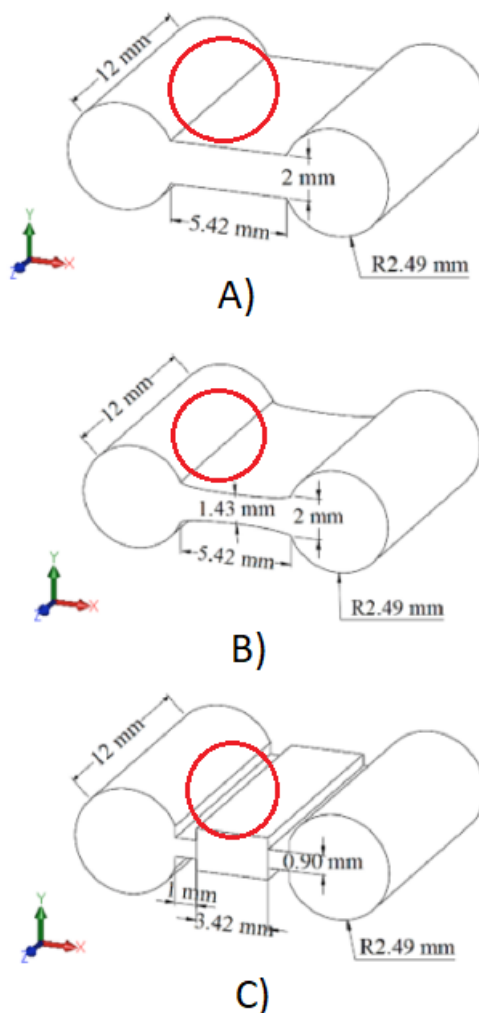 12 mm
2 mm
5.42 mm
R2.49 mm
Y
X
Z
A)
12 mm
1.43 mm
2 mm
5.42 mm
R2.49 mm
Y
X
Z
B)
12 mm
0.90 mm
1 mm
3.42 mm
R2.49 mm
Y
X
Z
C)